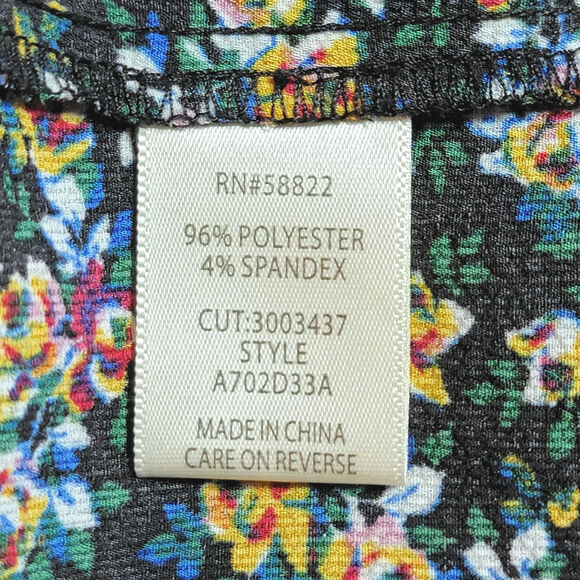 RN#58822
96% POLYESTER
4% SPANDEX
CUT:3003437
STYLE
A702D33A
MADE IN CHINA
CARE ON REVERSE